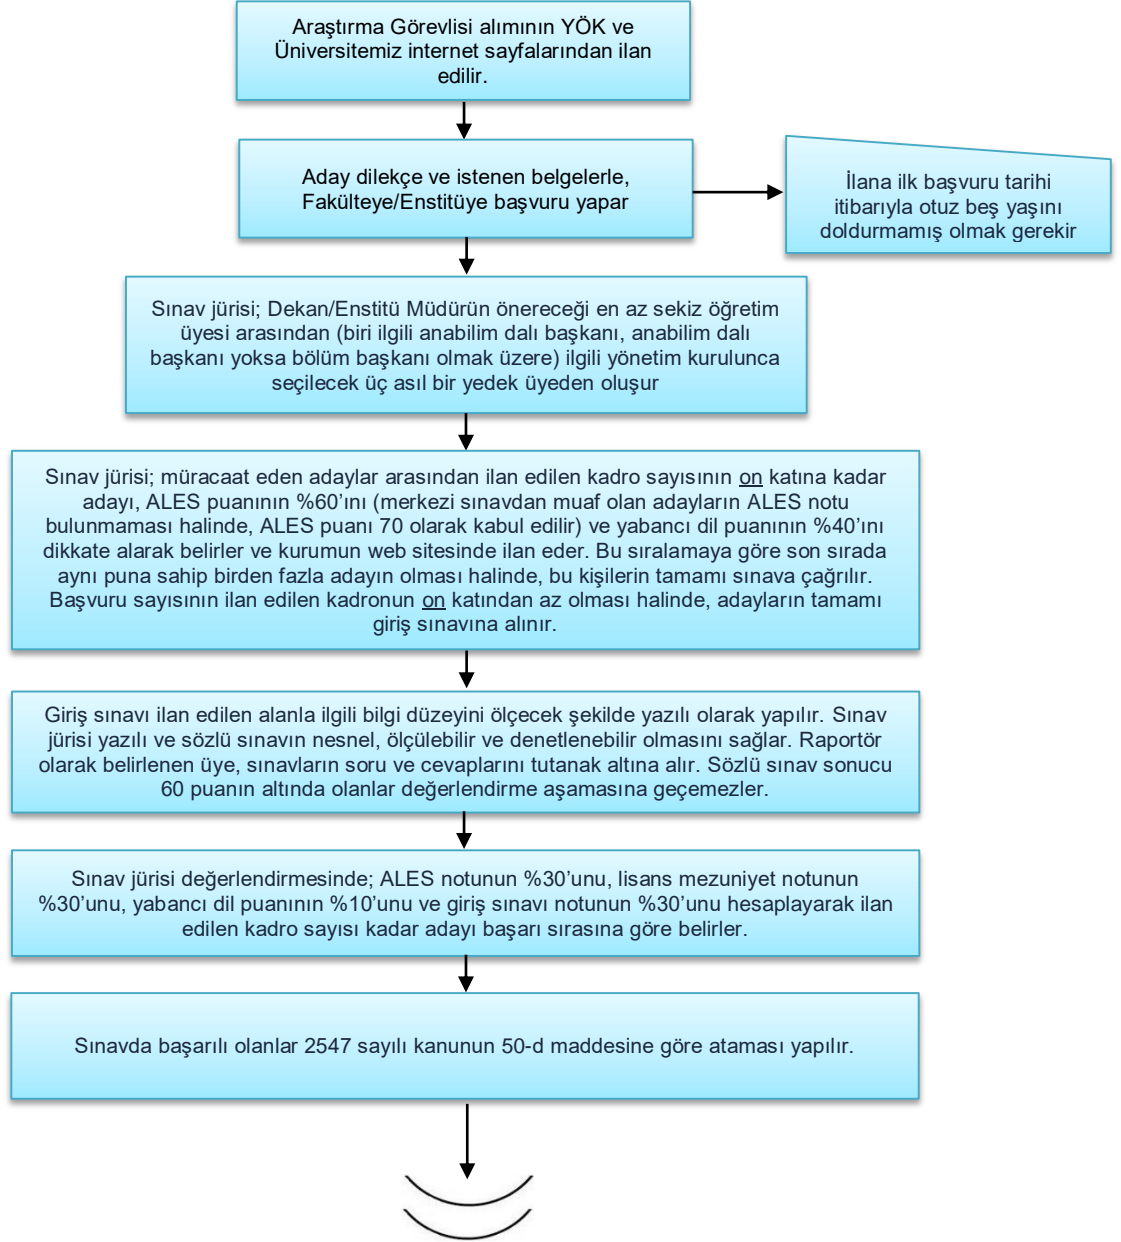 Araştırma Görevlisi alımının YÖK ve
Üniversitemiz internet sayfalarından ilan
edilir.
Aday dilekçe ve istenen belgelerle,
Fakülteye/Enstitüye başvuru yapar
İlana ilk başvuru tarihi
itibarıyla otuz beş yaşını
doldurmamış olmak gerekir
Sınav jürisi; Dekan/Enstitü Müdürün önereceği en az sekiz öğretim
üyesi arasından (biri ilgili anabilim dalı başkanı, anabilim dalı
başkanı yoksa bölüm başkanı olmak üzere) ilgili yönetim kurulunca
seçilecek üç asıl bir yedek üyeden oluşur
Sınav jürisi; müracaat eden adaylar arasından ilan edilen kadro sayısının on katına kadar
adayı, ALES puanının %60’ını (merkezi sınavdan muaf olan adayların ALES notu
bulunmaması halinde, ALES puanı 70 olarak kabul edilir) ve yabancı dil puanının %40’ını
dikkate alarak belirler ve kurumun web sitesinde ilan eder. Bu sıralamaya göre son sırada
aynı puna sahip birden fazla adayın olması halinde, bu kişilerin tamamı sınava çağrılır.
Başvuru sayısının ilan edilen kadronun on katından az olması halinde, adayların tamamı
giriş sınavına alınır.
Giriş sınavı ilan edilen alanla ilgili bilgi düzeyini ölçecek şekilde yazılı olarak yapılır. Sınav
jürisi yazılı ve sözlü sınavın nesnel, ölçülebilir ve denetlenebilir olmasını sağlar. Raportör
olarak belirlenen üye, sınavların soru ve cevaplarını tutanak altına alır. Sözlü sınav sonucu
60 puanın altında olanlar değerlendirme aşamasına geçemezler.
Sınav jürisi değerlendirmesinde; ALES notunun %30’unu, lisans mezuniyet notunun
%30’unu, yabancı dil puanının %10’unu ve giriş sınavı notunun %30’unu hesaplayarak ilan
edilen kadro sayısı kadar adayı başarı sırasına göre belirler.
Sınavda başarılı olanlar 2547 sayılı kanunun 50-d maddesine göre ataması yapılır.